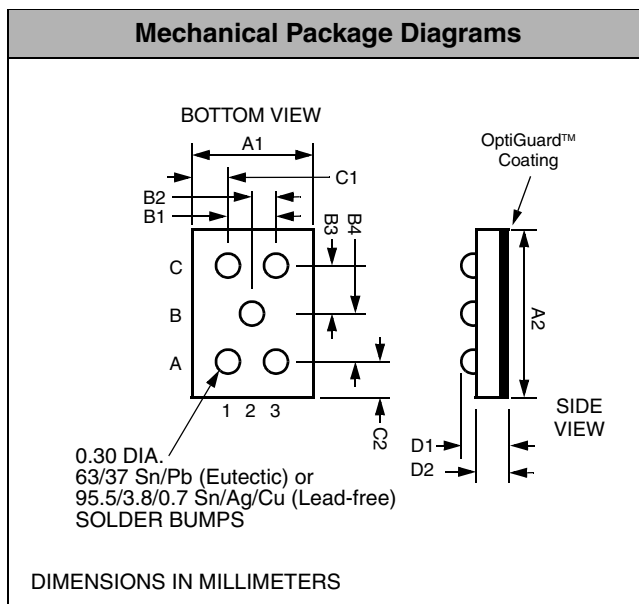 Mechanical Package Diagrams
BOTTOM VIEW
A1
OptiGuard™
Coating
C1
B2
B1
B3
B4
C
B
A
1 2 3
C2
A2
SIDE
VIEW
D1
D2
0.30 DIA.
63/37 Sn/Pb (Eutectic) or
95.5/3.8/0.7 Sn/Ag/Cu (Lead-free)
SOLDER BUMPS
DIMENSIONS IN MILLIMETERS